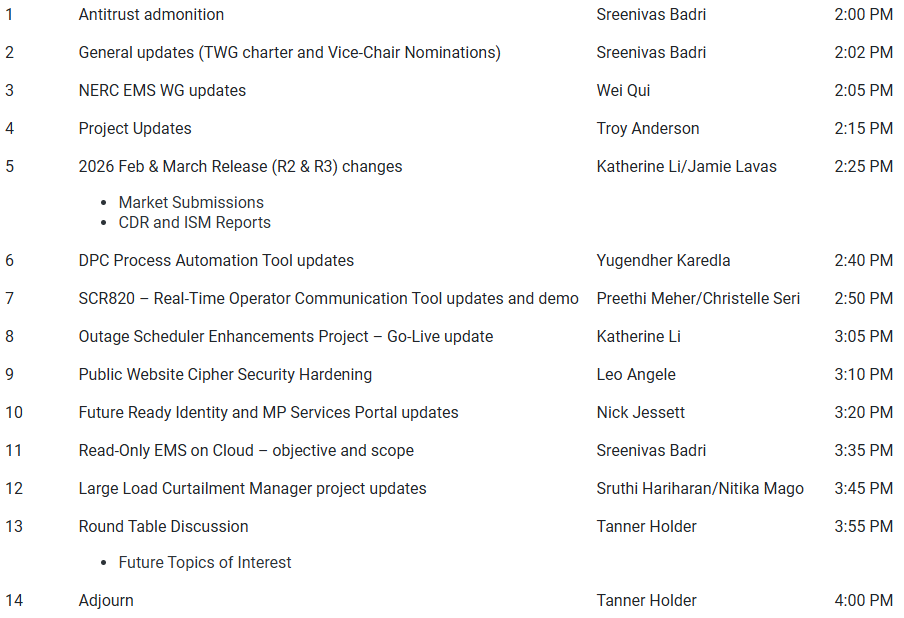 1 Antitrust admonition Sreenivas Badri 2:00 PM
2 General updates (TWG charter and Vice-Chair Nominations) Sreenivas Badri 2:02 PM
3 NERC EMS WG updates Wei Qui 2:05 PM
4 Project Updates Troy Anderson 2:15 PM
5 2026 Feb & March Release (R2 & R3) changes Katherine Li/Jamie Lavas 2:25 PM
• Market Submissions
• CDR and ISM Reports
6 DPC Process Automation Tool updates Yugendher Karedla 2:40 PM
7 SCR820 – Real-Time Operator Communication Tool updates and demo Preethi Meher/Christelle Seri 2:50 PM
8 Outage Scheduler Enhancements Project – Go-Live update Katherine Li 3:05 PM
9 Public Website Cipher Security Hardening Leo Angele 3:10 PM
10 Future Ready Identity and MP Services Portal updates Nick Jessett 3:20 PM
11 Read-Only EMS on Cloud – objective and scope Sreenivas Badri 3:35 PM
12 Large Load Curtailment Manager project updates Sruthi Hariharan/Nitika Mago 3:45 PM
13 Round Table Discussion Tanner Holder 3:55 PM
• Future Topics of Interest
14 Adjourn Tanner Holder 4:00 PM